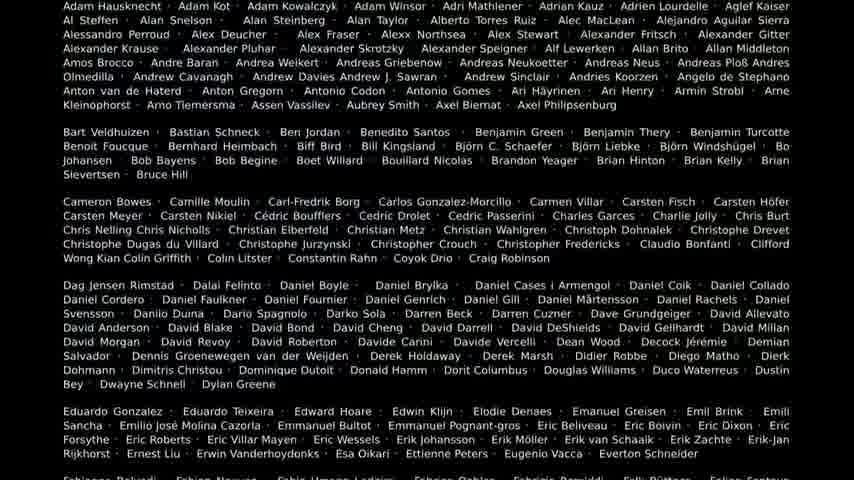 Adam Hausknecht · Adam Kot · Adam Kowalczyk · Adam Winsor · Adri Mathlener · Adrian Kauz · Adrien Lourdelle · Aglef Kaiser
Al Steffen · Alan Snelson · Alan Steinberg · Alan Taylor · Alberto Torres Ruiz · Alec MacLean · Alejandro Aguilar Sierra
Alessandro Perroud · Alex Deucher · Alex Fraser · Alexx Northsea · Alex Stewart · Alexander Fritsch · Alexander Gitter
Alexander Krause · Alexander Pluhar · Alexander Skrotzky · Alexander Speigner · Alf Lewerken · Allan Brito · Allan Middleton
Amos Brocco · Andre Baran · Andrea Weikert · Andreas Griebenow · Andreas Neukoetter · Andreas Neus · Andreas Ploß Andres
Olmedilla · Andrew Cavanagh · Andrew Davies Andrew J. Sawran · Andrew Sinclair · Andries Koorzen · Angelo de Stephano
Anton van de Haterd · Anton Gregorn · Antonio Codon · Antonio Gomes · Ari Häyrinen · Ari Henry · Armin Strobl · Arne
Kleinophorst · Arno Tlemersma · Assen Vassilev · Aubrey Smith · Axel Biernat · Axel Philipsenburg
Bart Veldhuizen · Bastian Schneck · Ben Jordan · Benedito Santos · Benjamin Green · Benjamin Thery · Benjamin Turcotte
Benoit Foucque · Bernhard Heimbach · Biff Bird · Bill Kingsland · Björn C. Schaefer · Björn Liebke · Björn Windshügel · Bo
Johansen · Bob Bayens · Bob Begine · Boet Willard · Bouillard Nicolas · Brandon Yeager · Brian Hinton · Brian Kelly · Brian
Sievertsen · Bruce Hill
Cameron Bowes · Camille Moulin · Carl-Fredrik Borg · Carlos Gonzalez-Morcillo · Carmen Villar · Carsten Fisch · Carsten Höfer
Carsten Meyer · Carsten Nikiel · Cédric Boufflers · Cedric Drolet · Cedric Passerini · Charles Garces · Charlie Jolly · Chris Burt
Chris Nelling Chris Nicholls · Christian Elberfeld · Christian Metz · Christian Wahlgren · Christoph Dohnalek · Christophe Drevet
Christophe Dugas du Villard · Christophe Jurzynski · Christopher Crouch · Christopher Fredericks · Claudio Bonfanti · Clifford
Wong Kian Colin Griffith · Colin Litster · Constantin Rahn · Coyok Drio · Craig Robinson
Dag Jensen Rimstad · Dalai Felinto · Daniel Boyle · Daniel Brylka · Daniel Cases i Armengol · Daniel Coik · Daniel Collado
Daniel Cordero · Daniel Faulkner · Daniel Fournier · Daniel Genrich · Daniel Gill · Daniel Mårtensson · Daniel Rachels · Daniel
Svensson · Danilo Duina · Dario Spagnolo · Darko Sola · Darren Beck · Darren Cuzner · Dave Grundgeiger · David Allevato
David Anderson · David Blake · David Bond · David Cheng · David Darrell · David DeShields · David Gellhardt · David Millan
David Morgan · David Revoy · David Roberton · Davide Carini · Davide Vercelli · Dean Wood · Decock Jérémie · Demian
Salvador · Dennis Groenewegen van der Weijden · Derek Holdaway · Derek Marsh · Didier Robbe · Diego Matho · Dierk
Dohmann · Dimitris Christou · Dominique Dutoit · Donald Hamm · Dorit Columbus · Douglas Williams · Duco Waterreus · Dustin
Bey · Dwayne Schnell · Dylan Greene
Eduardo Gonzalez · Eduardo Teixeira · Edward Hoare · Edwin Klijn · Elodie Denaes · Emanuel Greisen · Emil Brink · Emili
Sancha · Emilio José Molina Cazorla · Emmanuel Bultot · Emmanuel Pognant-gros · Eric Beliveau · Eric Boivin · Eric Dixon · Eric
Forsythe · Eric Roberts · Eric Villar Mayen · Eric Wessels · Erik Johansson · Erik Möller · Erik van Schaaik · Erik Zachte · Erik-Jan
Rijkhorst · Ernest Liu · Erwin Vanderhoydonks · Esa Oikari · Ettienne Peters · Eugenio Vacca · Everton Schneider